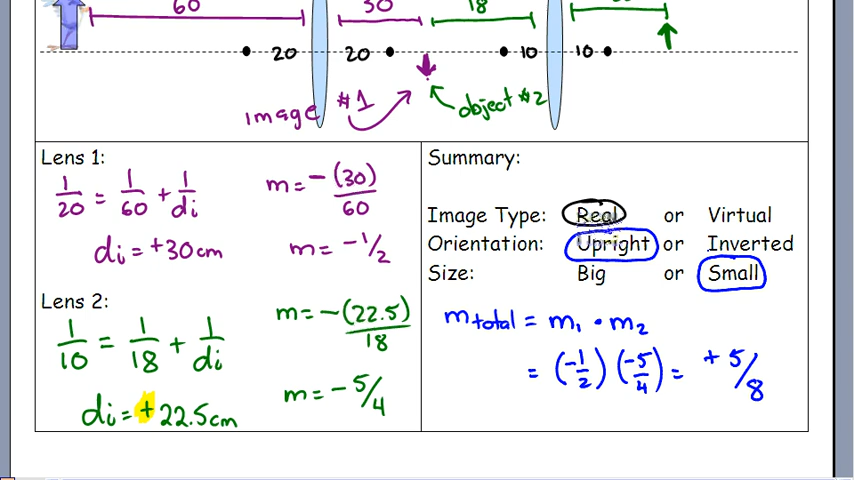 60 30 18
20 20 10 10
image #1 object #2
Lens 1:
1/20 = 1/60 + 1/di
m = -(30)/60
di = +30cm
m = -1/2
Lens 2:
1/10 = 1/18 + 1/di
m = -(22.5)/18
di = +22.5cm
m = -5/4
Summary:
Image Type: Real or Virtual
Orientation: Upright or Inverted
Size: Big or Small
mtotal = m1 • m2
= (-1/2) (-5/4) = +5/8